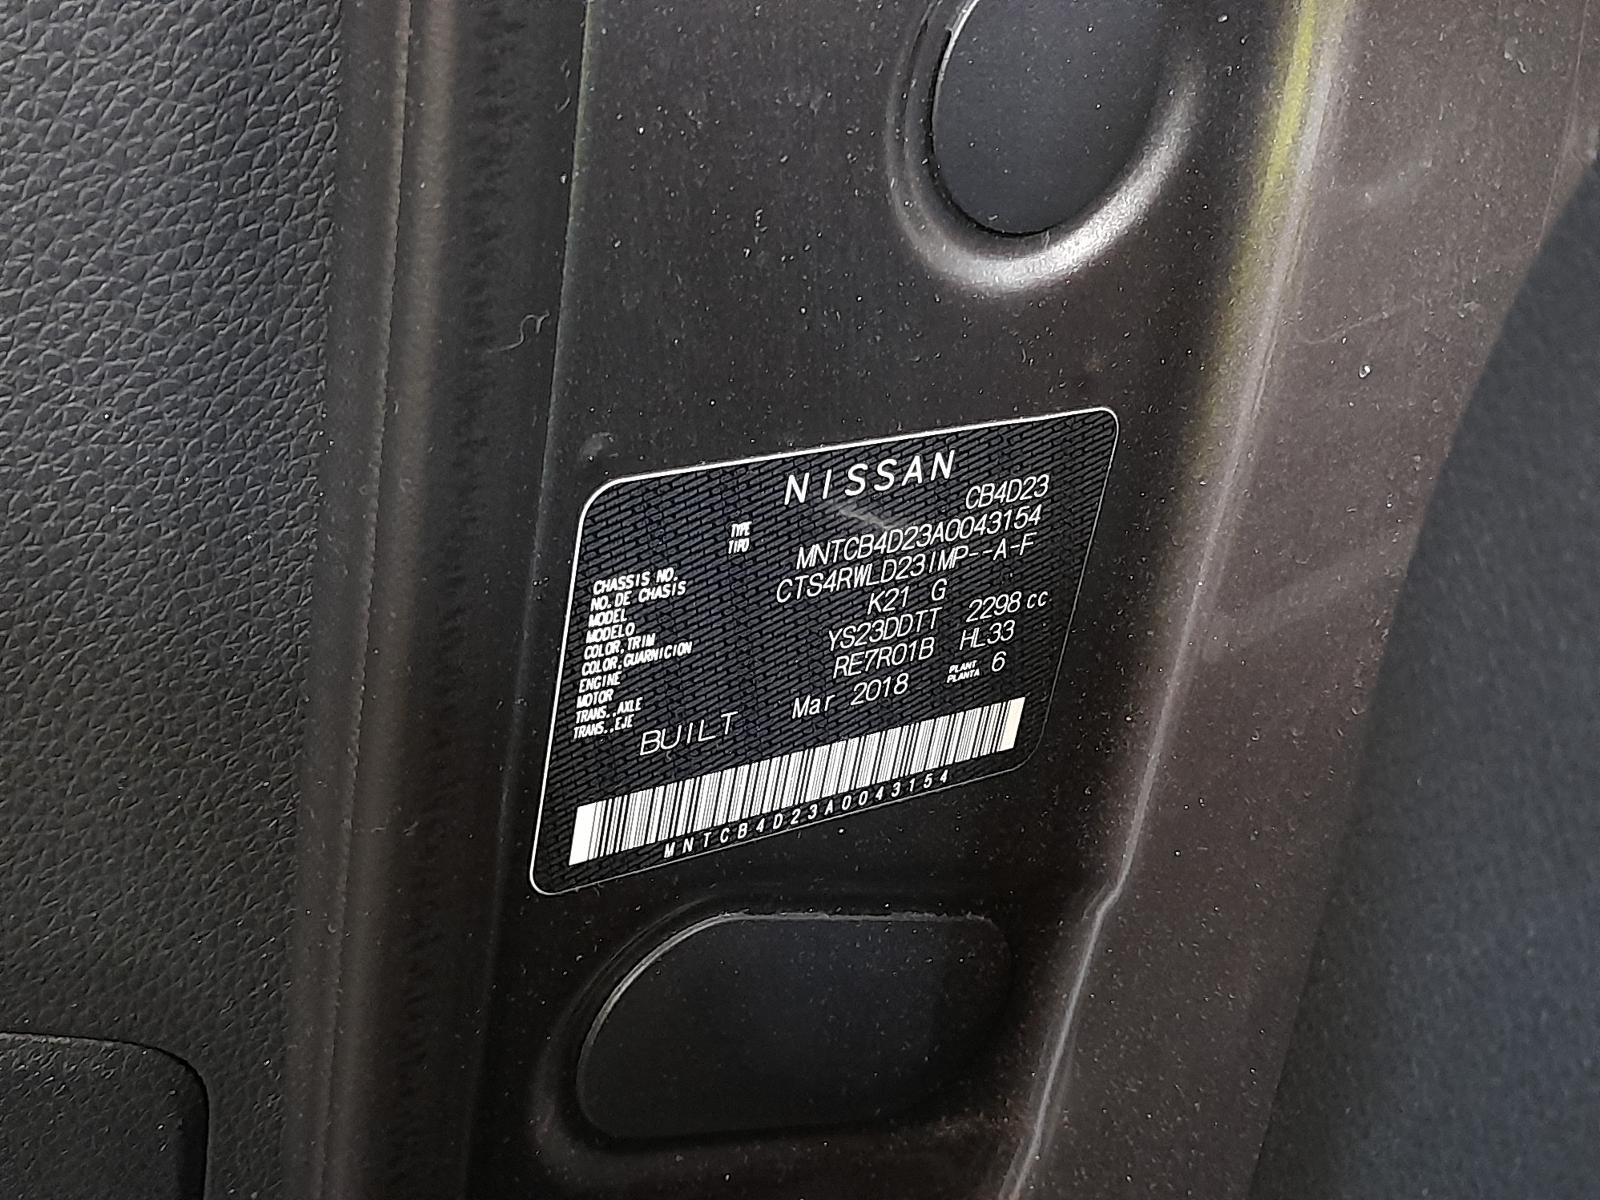 NISSAN
TYPE CB4D23
TIPO
CHASSIS NO. MNTCB4D23A0043154
NO. DE CHASIS
MODEL CTS4RWLD23IMP--A-F
MODELO
COLOR,TRIM K21 G
COLOR,GUARNICION
ENGINE YS23DDTT 2298 cc
MOTOR
TRANS.,AXLE RE7R01B HL33
TRANS.,EJE
BUILT Mar 2018 PLANT 6
PLANTA
MNTCB4D23A0043154